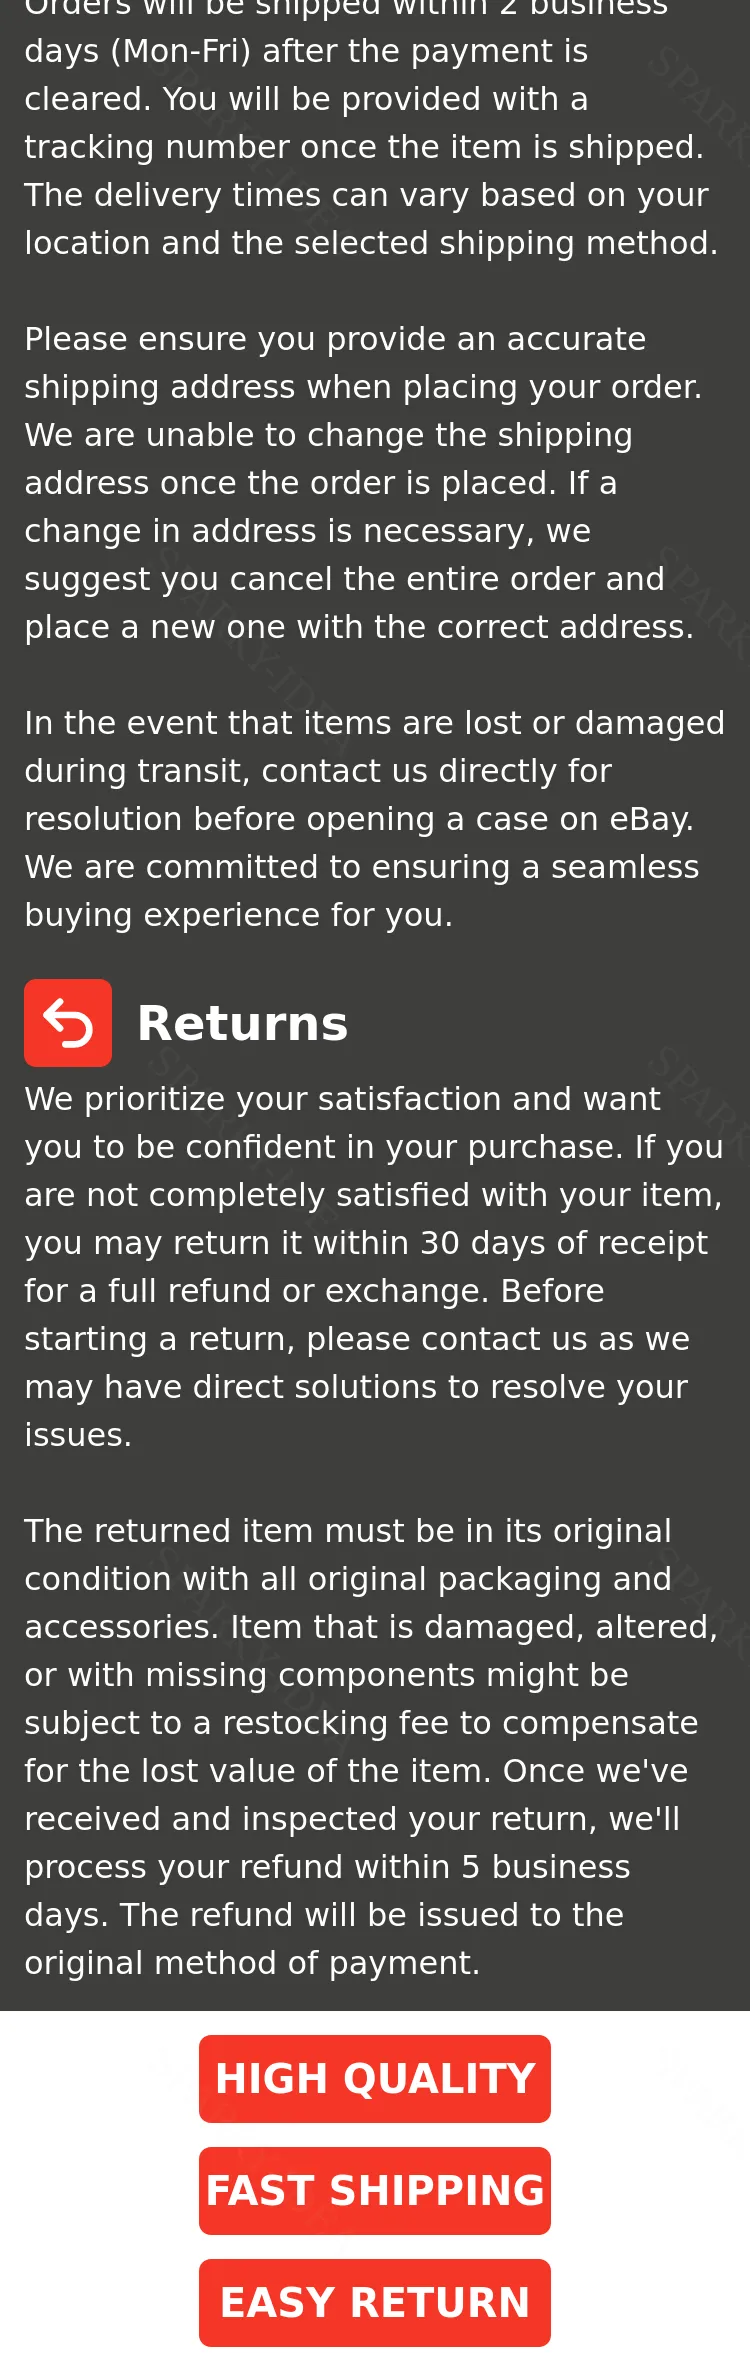 Orders will be shipped within 2 business
days (Mon-Fri) after the payment is
cleared. You will be provided with a
tracking number once the item is shipped.
The delivery times can vary based on your
location and the selected shipping method.
Please ensure you provide an accurate
shipping address when placing your order.
We are unable to change the shipping
address once the order is placed. If a
change in address is necessary, we
suggest you cancel the entire order and
place a new one with the correct address.
In the event that items are lost or damaged
during transit, contact us directly for
resolution before opening a case on eBay.
We are committed to ensuring a seamless
buying experience for you.
Returns
We prioritize your satisfaction and want
you to be confident in your purchase. If you
are not completely satisfied with your item,
you may return it within 30 days of receipt
for a full refund or exchange. Before
starting a return, please contact us as we
may have direct solutions to resolve your
issues.
The returned item must be in its original
condition with all original packaging and
accessories. Item that is damaged, altered,
or with missing components might be
subject to a restocking fee to compensate
for the lost value of the item. Once we've
received and inspected your return, we'll
process your refund within 5 business
days. The refund will be issued to the
original method of payment.
HIGH QUALITY
FAST SHIPPING
EASY RETURN
SPARKY-IDEA